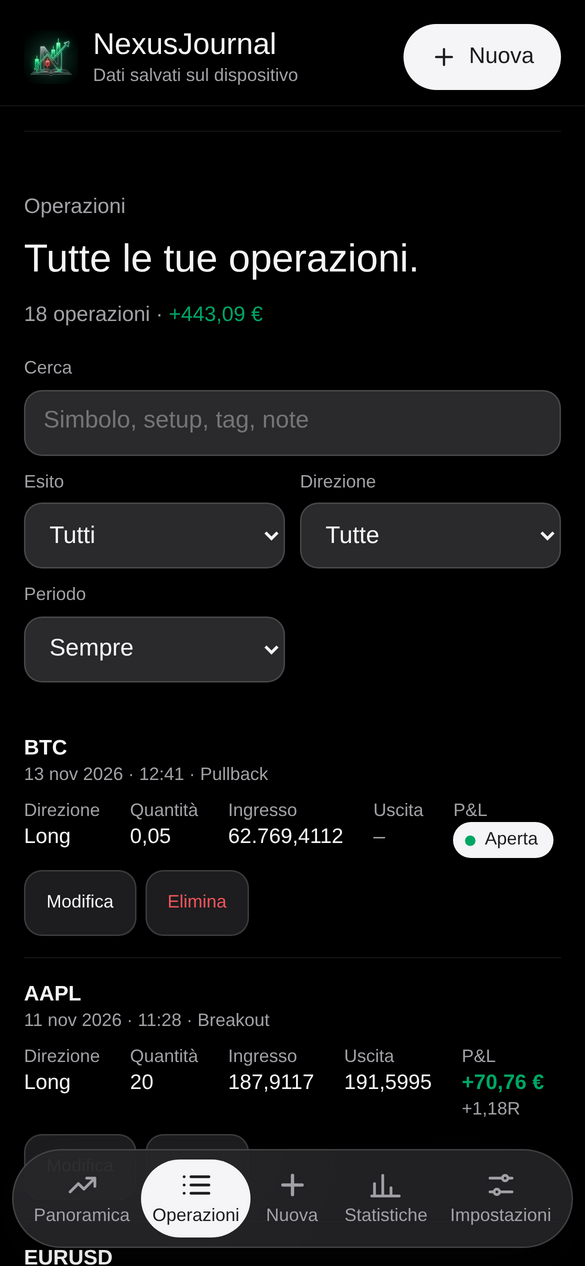 NexusJournal
Dati salvati sul dispositivo
Nuova
Operazioni
Tutte le tue operazioni.
18 operazioni · +443,09 €
Cerca
Simbolo, setup, tag, note
Esito Direzione
Tutti Tutte
Periodo
Sempre
BTC
13 nov 2026 · 12:41 · Pullback
Direzione Quantità Ingresso Uscita P&L
Long 0,05 62.769,4112 – Aperta
Modifica Elimina
AAPL
11 nov 2026 · 11:28 · Breakout
Direzione Quantità Ingresso Uscita P&L
Long 20 187,9117 191,5995 +70,76 €
+1,18R
Modifica
Panoramica Operazioni Nuova Statistiche Impostazioni
EURUSD